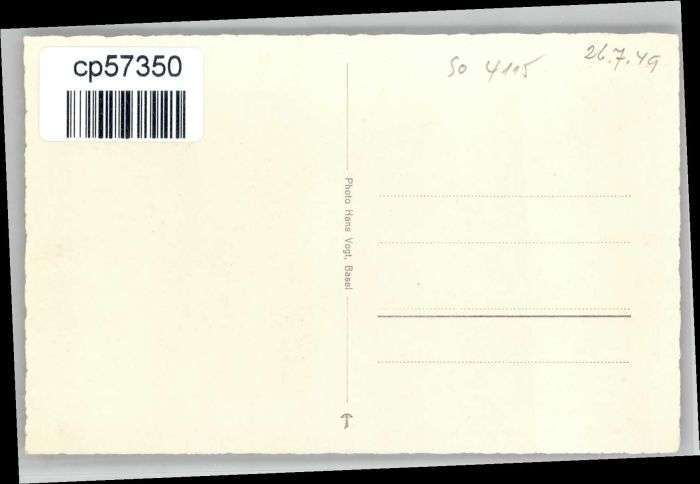 cp57350
So 4115
26.7.49
Photo Hans Vogt, Basel